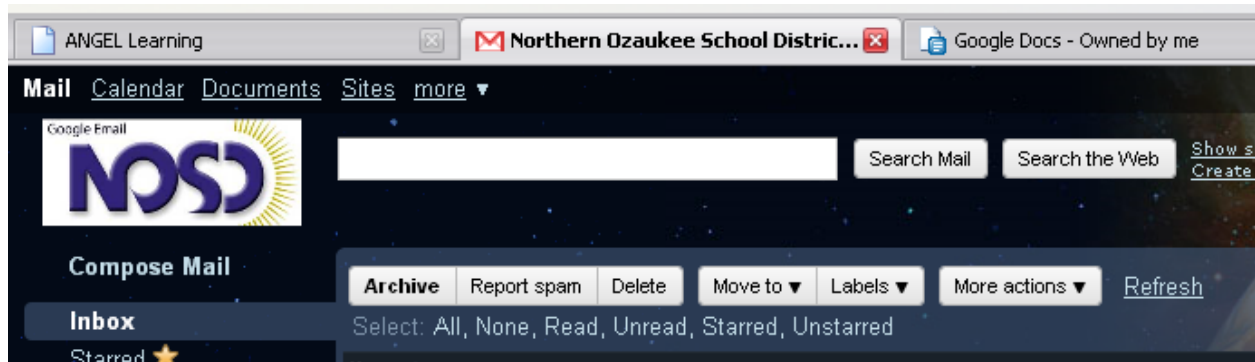 ANGEL Learning
Northern Ozaukee School Distric...
Google Docs - Owned by me
Mail Calendar Documents Sites more ▼
Google Email
NOSD
Search Mail
Search the Web
Show s
Create
Compose Mail
Archive Report spam Delete Move to ▼ Labels ▼ More actions ▼ Refresh
Inbox
Select: All, None, Read, Unread, Starred, Unstarred
Starred